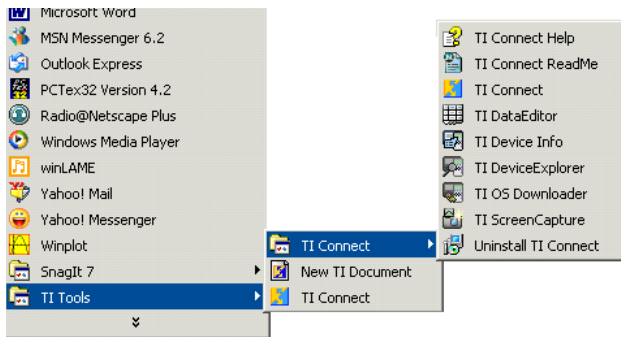 Microsoft Word
MSN Messenger 6.2
Outlook Express
PCTex32 Version 4.2
Radio@Netscape Plus
Windows Media Player
winLAME
Yahoo! Mail
Yahoo! Messenger
Winplot
SnagIt 7
TI Tools
TI Connect
New TI Document
TI Connect
TI Connect Help
TI Connect ReadMe
TI Connect
TI DataEditor
TI Device Info
TI DeviceExplorer
TI OS Downloader
TI ScreenCapture
Uninstall TI Connect